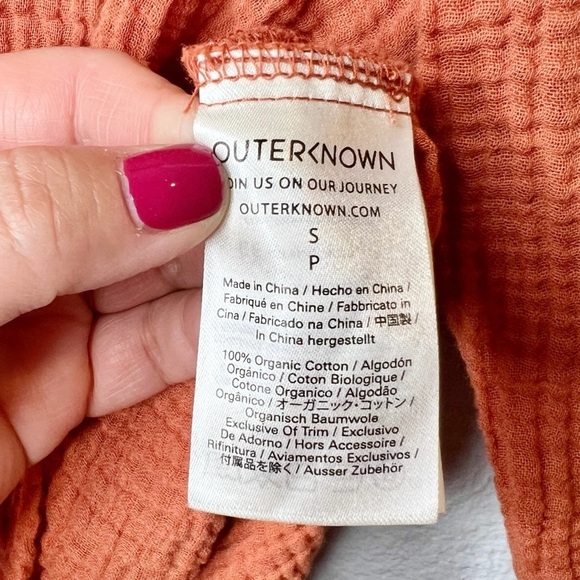 OUTERKNOWN
OIN US ON OUR JOURNEY
OUTERKNOWN.COM
S
P
Made in China / Hecho en China /
Fabriqué en Chine / Fabbricato in
Cina / Fabricado na China / 中国製 /
In China hergestellt
100% Organic Cotton / Algodón
Orgánico / Coton Biologique /
Cotone Organico / Algodão
Orgânico / オーガニック・コットン /
Organisch Baumwole
Exclusive Of Trim / Exclusivo
De Adorno / Hors Accessoire /
Rifinitura / Aviamentos Exclusivos /
付属品を除く / Ausser Zubehör